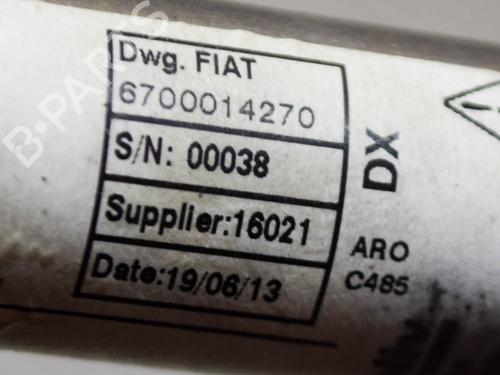 Dwg. FIAT
6700014270
S/N: 00038
Supplier:16021
Date:19/06/13
DX
ARO
C485
B-PARTS